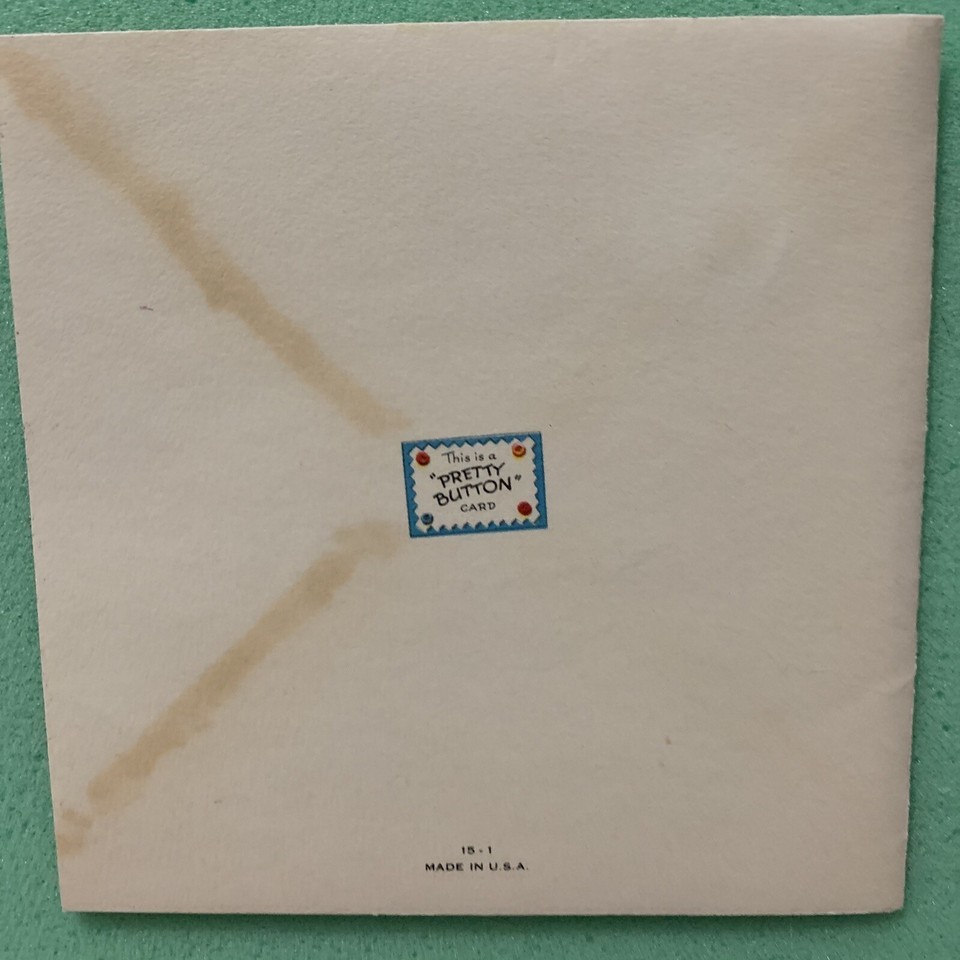 This is a
"PRETTY
BUTTON"
CARD
15 - 1
MADE IN U.S.A.